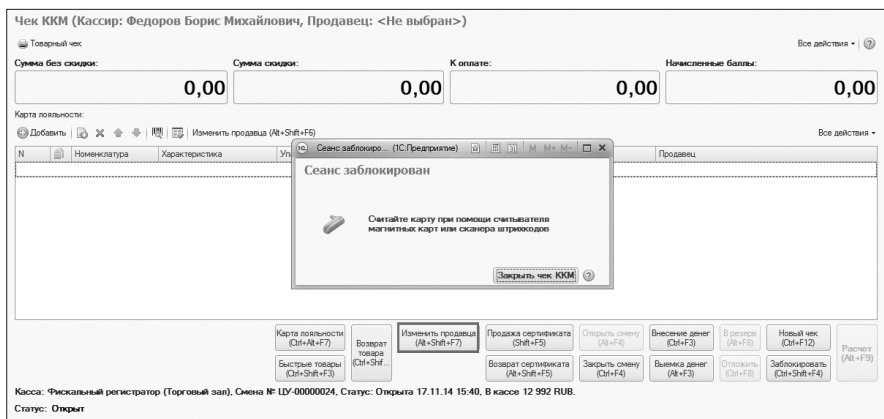 Чек ККМ (Кассир: Федоров Борис Михайлович, Продавец: <Не выбран>)
Товарный чек
Все действия
Сумма без скидки: Сумма скидки: К оплате: Начисленные баллы:
0,00 0,00 0,00 0,00
Карта лояльности:
Добавить Изменить продавца (Alt+Shift+F6) Все действия
N Номенклатура Характеристика Продавец
Сеанс заблокиро... (1С:Предприятие) M M+ M-
Сеанс заблокирован
Считайте карту при помощи считывателя
магнитных карт или сканера штрихкодов
Закрыть чек ККМ
Карта лояльности
(Ctrl+Alt+F7)
Возврат
товара
(Ctrl+Shif...
Изменить продавца
(Alt+Shift+F7)
Продажа сертификата
(Shift+F5)
Открыть смену
(Alt+F4)
Внесение денег
(Ctrl+F3)
В резерв
(Alt+F8)
Новый чек
(Ctrl+F12)
Расчет
(Alt+F9)
Быстрые товары
(Ctrl+Shift+F3)
Возврат сертификата
(Alt+Shift+F5)
Закрыть смену
(Ctrl+F4)
Выемка денег
(Alt+F3)
Отложить
(Ctrl+F8)
Заблокировать
(Ctrl+Shift+F4)
Касса: Фискальный регистратор (Торговый зал), Смена № ЦУ-00000024, Статус: Открыта 17.11.14 15:40, В кассе 12 992 RUB.
Статус: Открыт